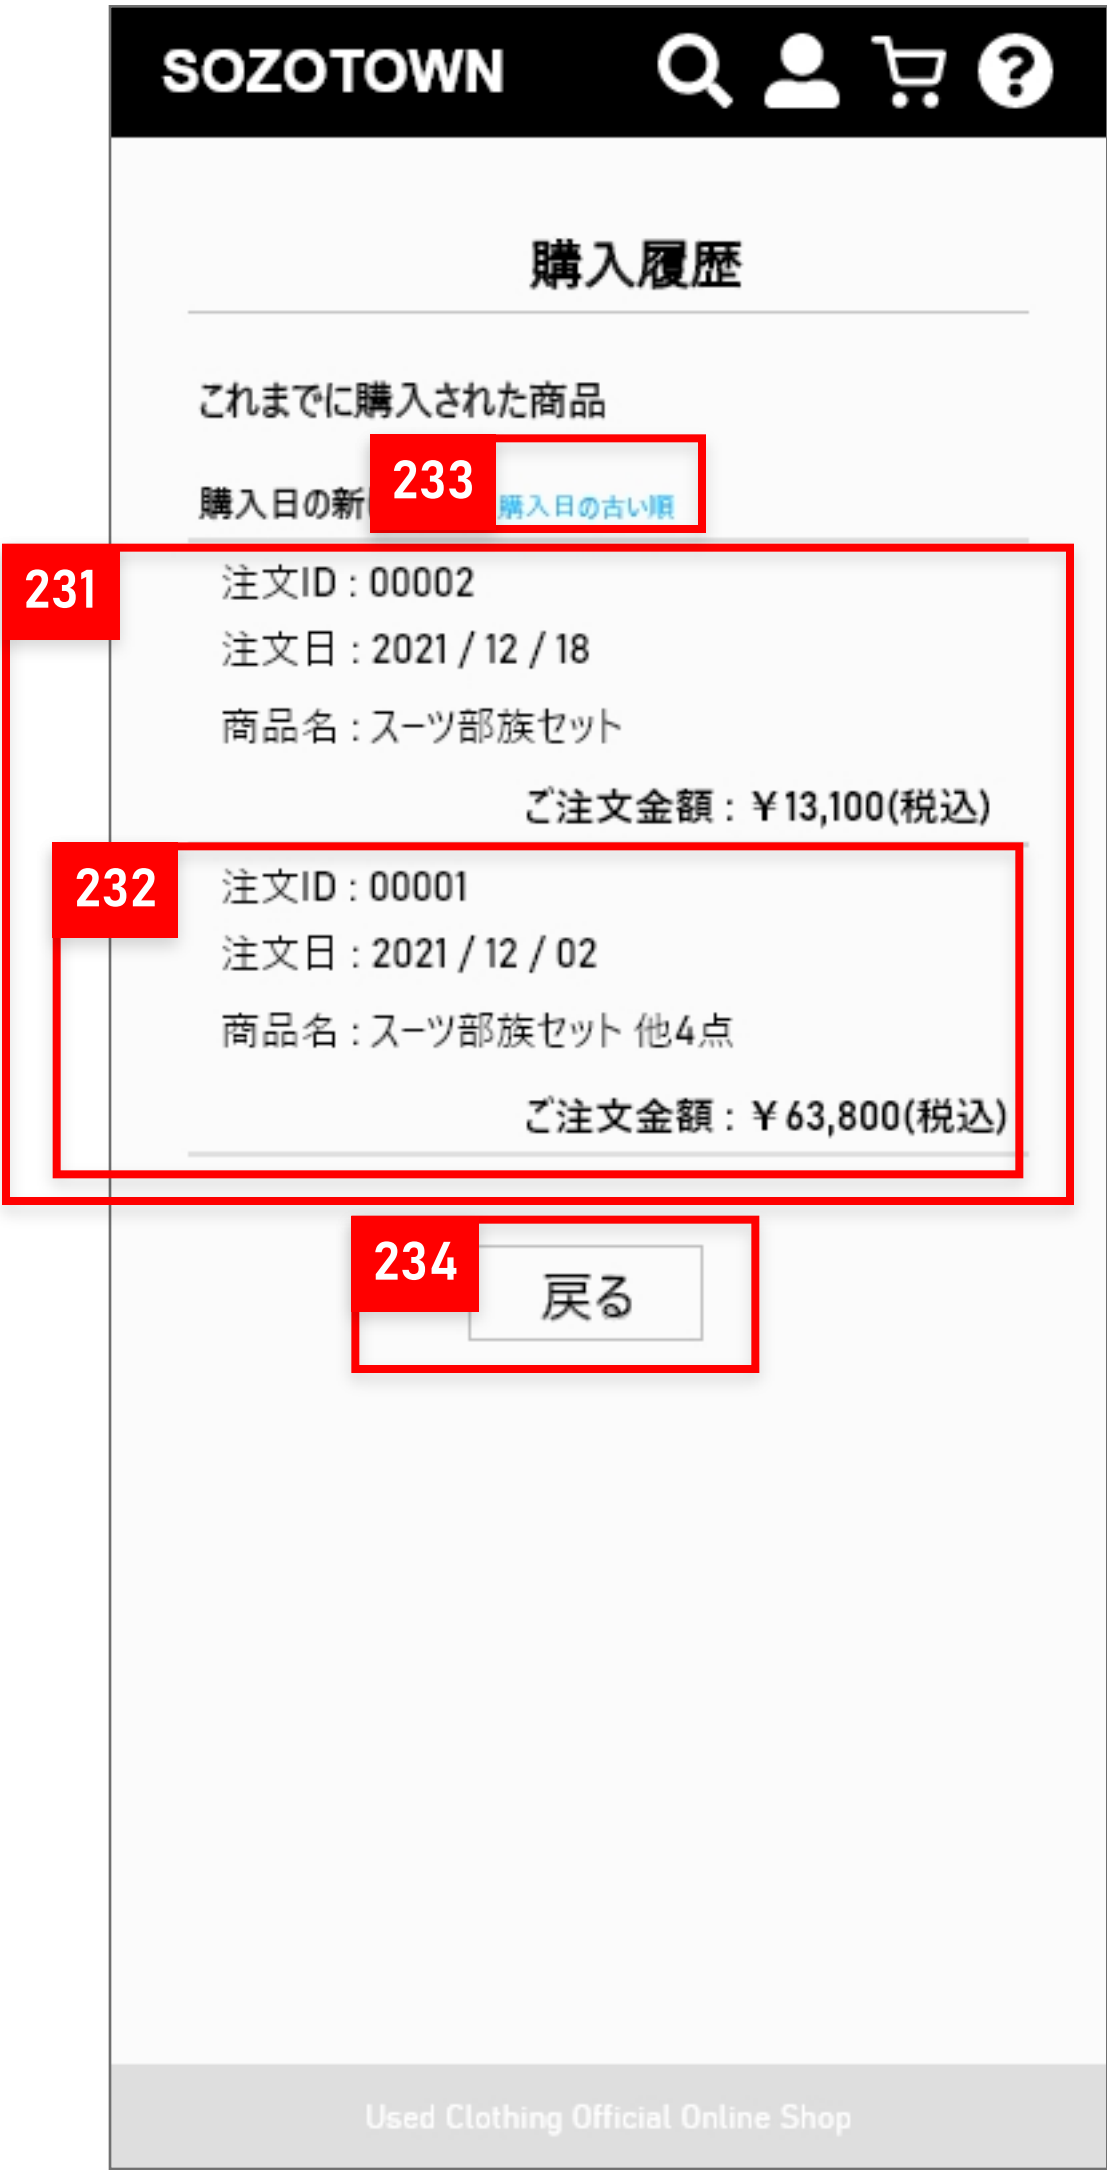 SOZOTOWN
購入履歴
これまでに購入された商品
233
購入日の新 購入日の古い順
231
注文ID : 00002
注文日 : 2021 / 12 / 18
商品名 : スーツ部族セット
ご注文金額 : ¥13,100(税込)
232
注文ID : 00001
注文日 : 2021 / 12 / 02
商品名 : スーツ部族セット 他4点
ご注文金額 : ¥63,800(税込)
234
戻る
Used Clothing Official Online Shop